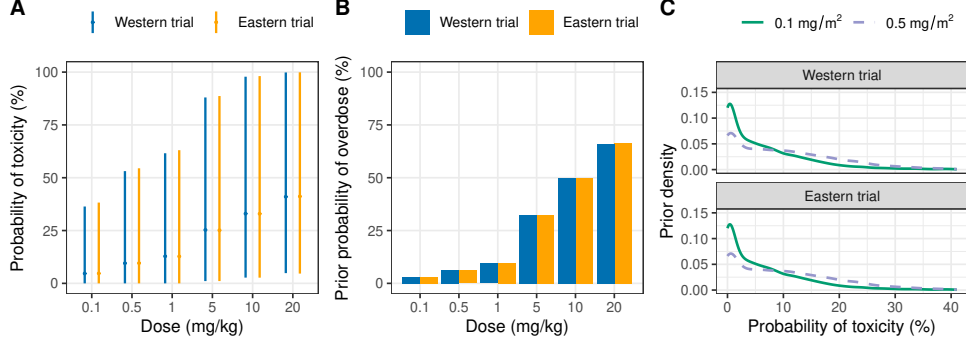 A
Western trial
Eastern trial
Probability of toxicity (%)
100
75
50
25
0
0.1
0.5
1
5
10
20
Dose (mg/kg)
B
Western trial
Eastern trial
Prior probability of overdose (%)
100
75
50
25
0
0.1
0.5
1
5
10
20
Dose (mg/kg)
C
0.1 mg/m²
0.5 mg/m²
Prior density
Western trial
0.15
0.10
0.05
0.00
Eastern trial
0.15
0.10
0.05
0.00
0
10
20
30
40
Probability of toxicity (%)